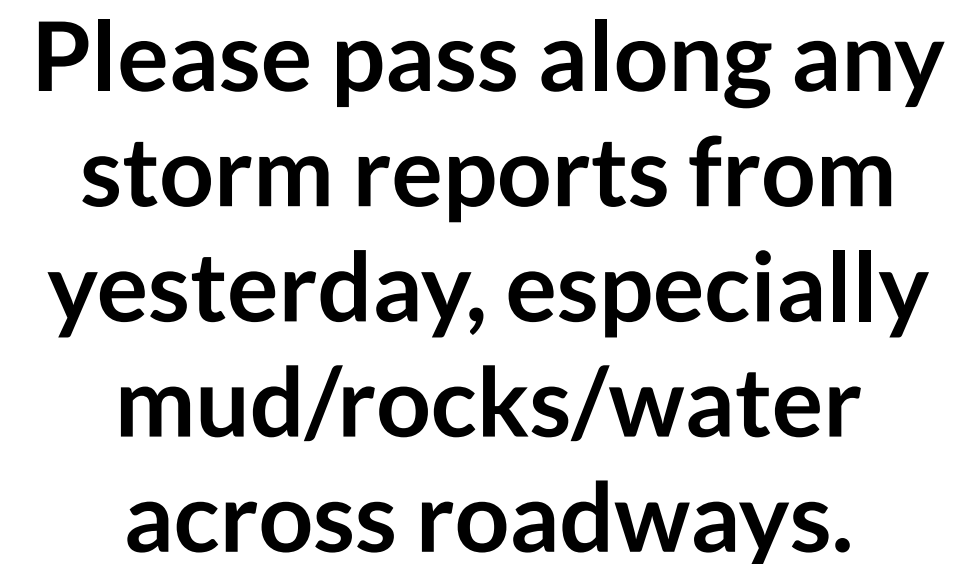 Please pass along any
storm reports from
yesterday, especially
mud/rocks/water
across roadways.